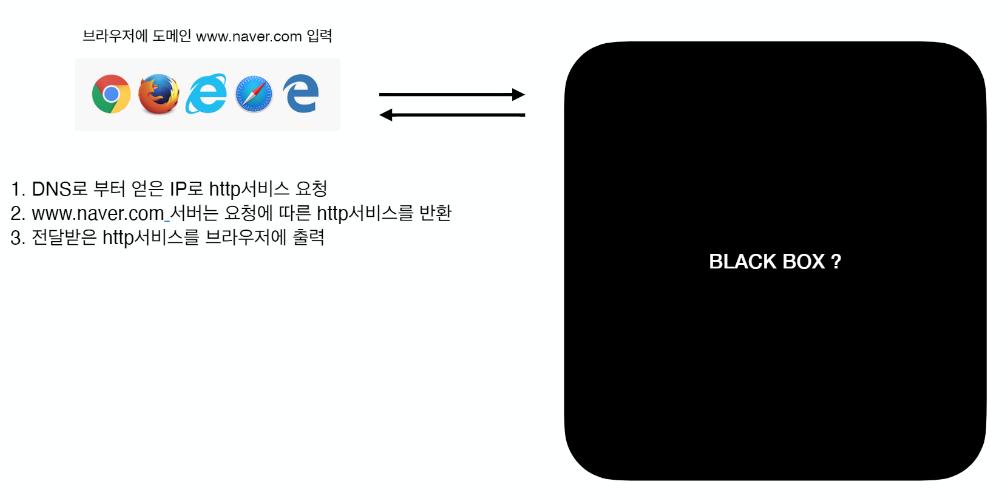 브라우저에 도메인 www.naver.com 입력
1. DNS로 부터 얻은 IP로 http서비스 요청
2. www.naver.com 서버는 요청에 따른 http서비스를 반환
3. 전달받은 http서비스를 브라우저에 출력
BLACK BOX ?